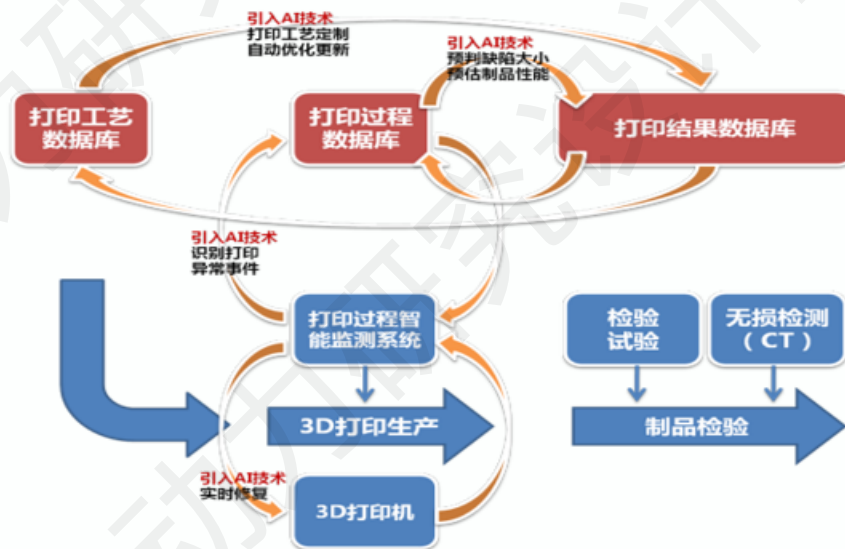 引入AI技术
打印工艺定制
自动优化更新
引入AI技术
预判缺陷大小
预估制品性能
打印工艺
数据库
打印过程
数据库
打印结果数据库
引入AI技术
识别打印
异常事件
打印过程智
能监测系统
检验
试验
无损检测
（CT）
3D打印生产
制品检验
引入AI技术
实时修复
3D打印机